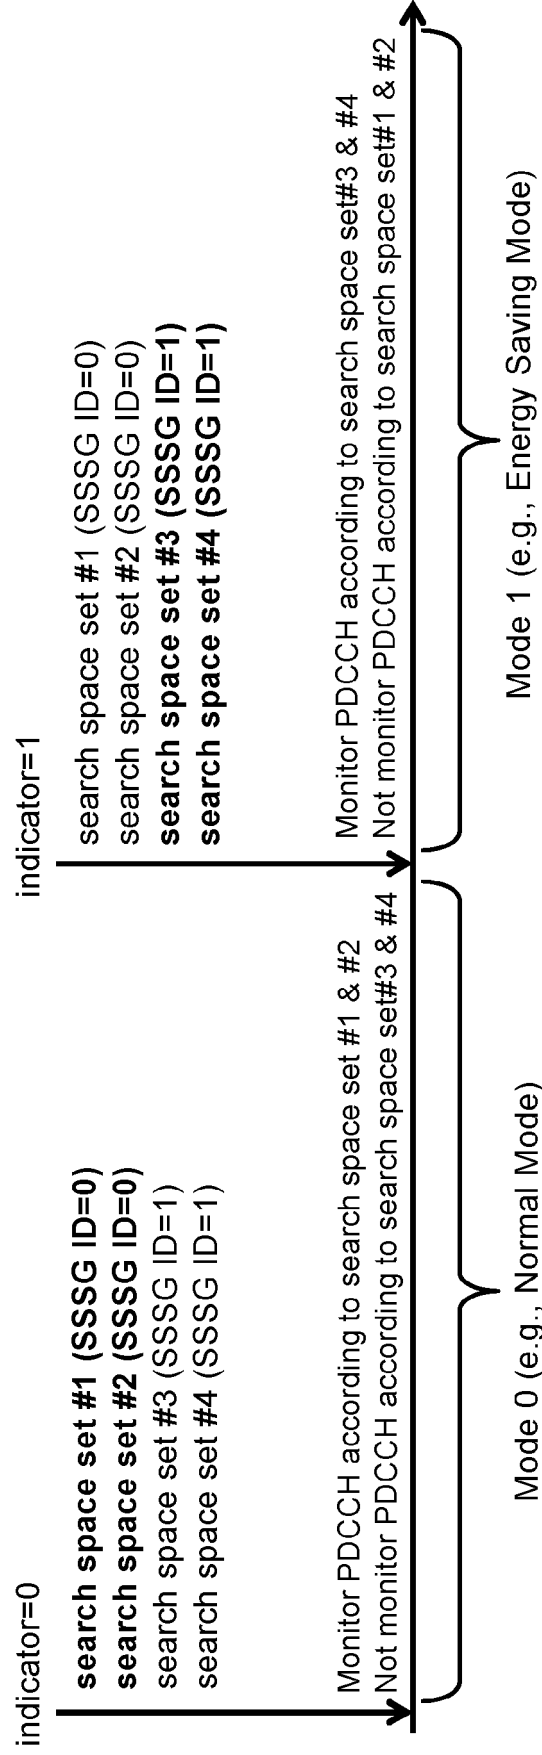 indicator=0
search space set #1 (SSSG ID=0)
search space set #2 (SSSG ID=0)
search space set #3 (SSSG ID=1)
search space set #4 (SSSG ID=1)
Monitor PDCCH according to search space set #1 & #2
Not monitor PDCCH according to search space set#3 & #4
Mode 0 (e.g., Normal Mode)
indicator=1
search space set #1 (SSSG ID=0)
search space set #2 (SSSG ID=0)
search space set #3 (SSSG ID=1)
search space set #4 (SSSG ID=1)
Monitor PDCCH according to search space set#3 & #4
Not monitor PDCCH according to search space set#1 & #2
Mode 1 (e.g., Energy Saving Mode)